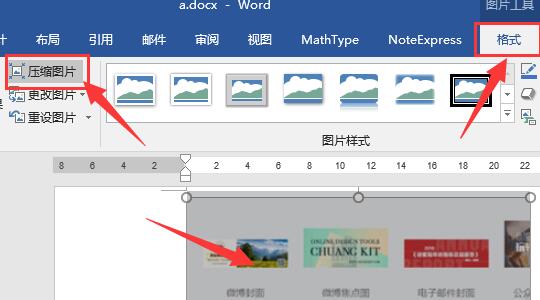 a.docx - Word
图片工具
计 布局 引用 邮件 审阅 视图 MathType NoteExpress 格式
压缩图片
更改图片
重设图片
图片样式
8 6 4 2 2 4 6 8 10 12 14 16 18 20 22
ONLINE DESIGN TOOLS
CHUANG KIT
微博封面 微博焦点图 电子邮件封面 公众